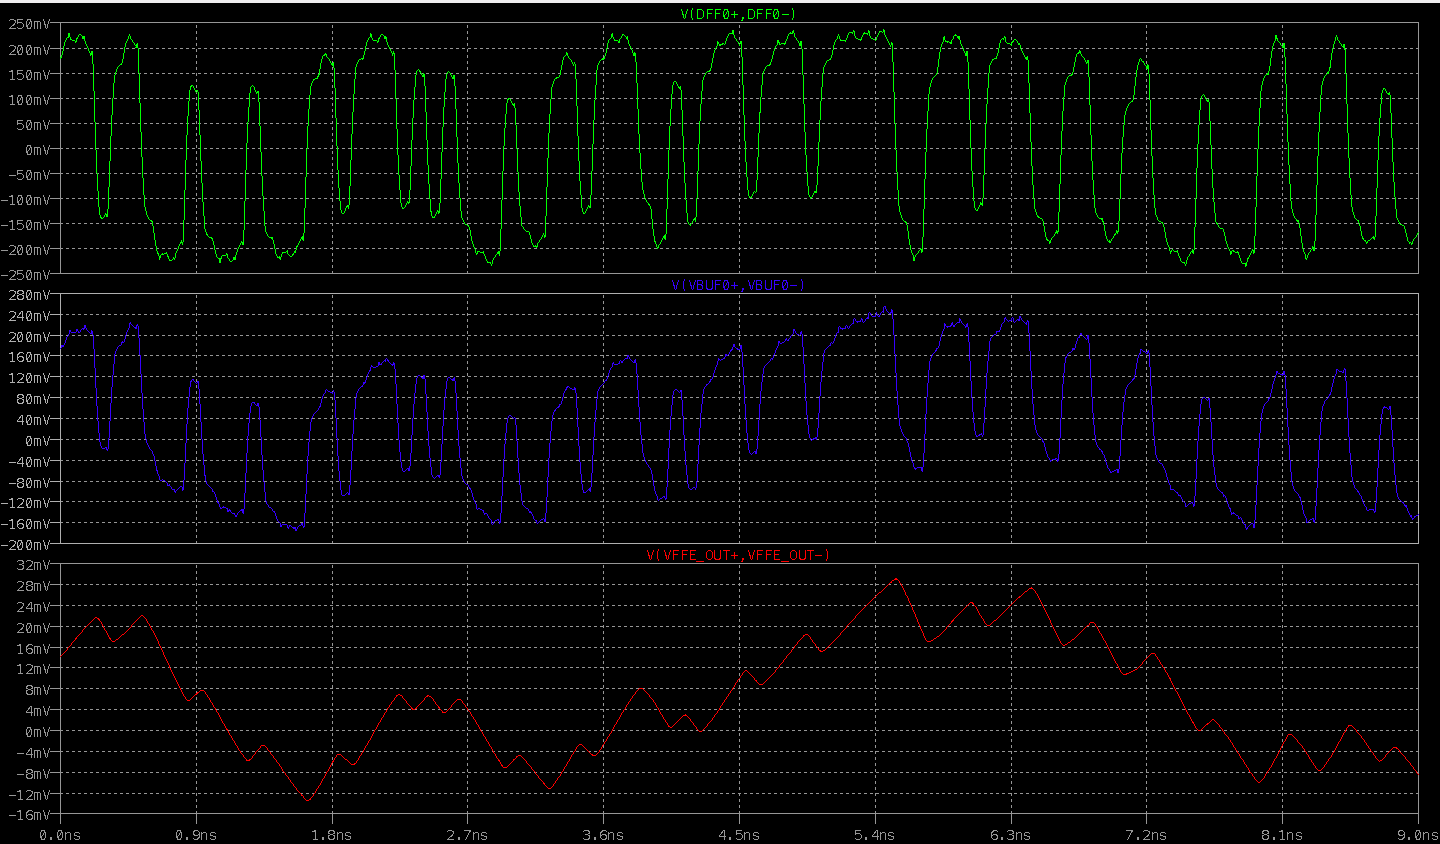 V(DFF0+,DFF0-)
250mV
200mV
150mV
100mV
50mV
0mV
-50mV
-100mV
-150mV
-200mV
-250mV
V(VBUF0+,VBUF0-)
280mV
240mV
200mV
160mV
120mV
80mV
40mV
0mV
-40mV
-80mV
-120mV
-160mV
-200mV
V(VFFE_OUT+,VFFE_OUT-)
32mV
28mV
24mV
20mV
16mV
12mV
8mV
4mV
0mV
-4mV
-8mV
-12mV
-16mV
0.0ns 0.9ns 1.8ns 2.7ns 3.6ns 4.5ns 5.4ns 6.3ns 7.2ns 8.1ns 9.0ns